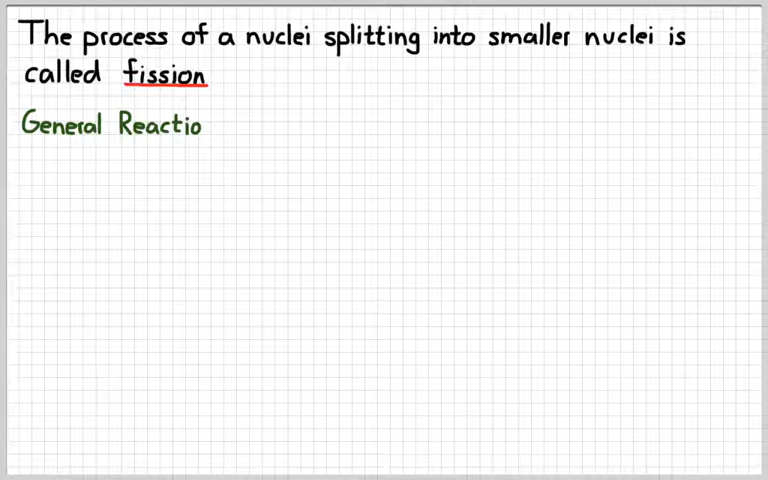 The process of a nuclei splitting into smaller nuclei is
called fission
General Reactio